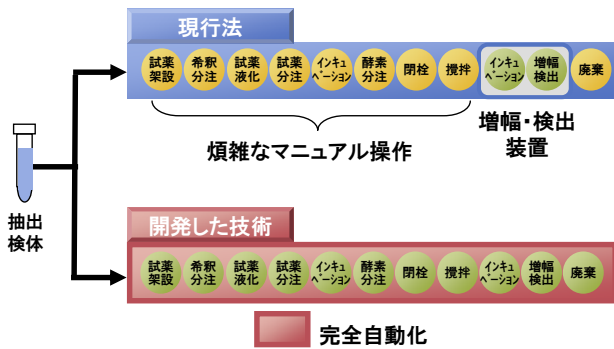 現行法
試薬
架設
希釈
分注
試薬
液化
試薬
分注
インキュ
ベーション
酵素
分注
閉栓
攪拌
インキュ
ベーション
増幅
検出
廃棄
煩雑なマニュアル操作
増幅・検出
装置
抽出
検体
開発した技術
試薬
架設
希釈
分注
試薬
液化
試薬
分注
インキュ
ベーション
酵素
分注
閉栓
攪拌
インキュ
ベーション
増幅
検出
廃棄
完全自動化